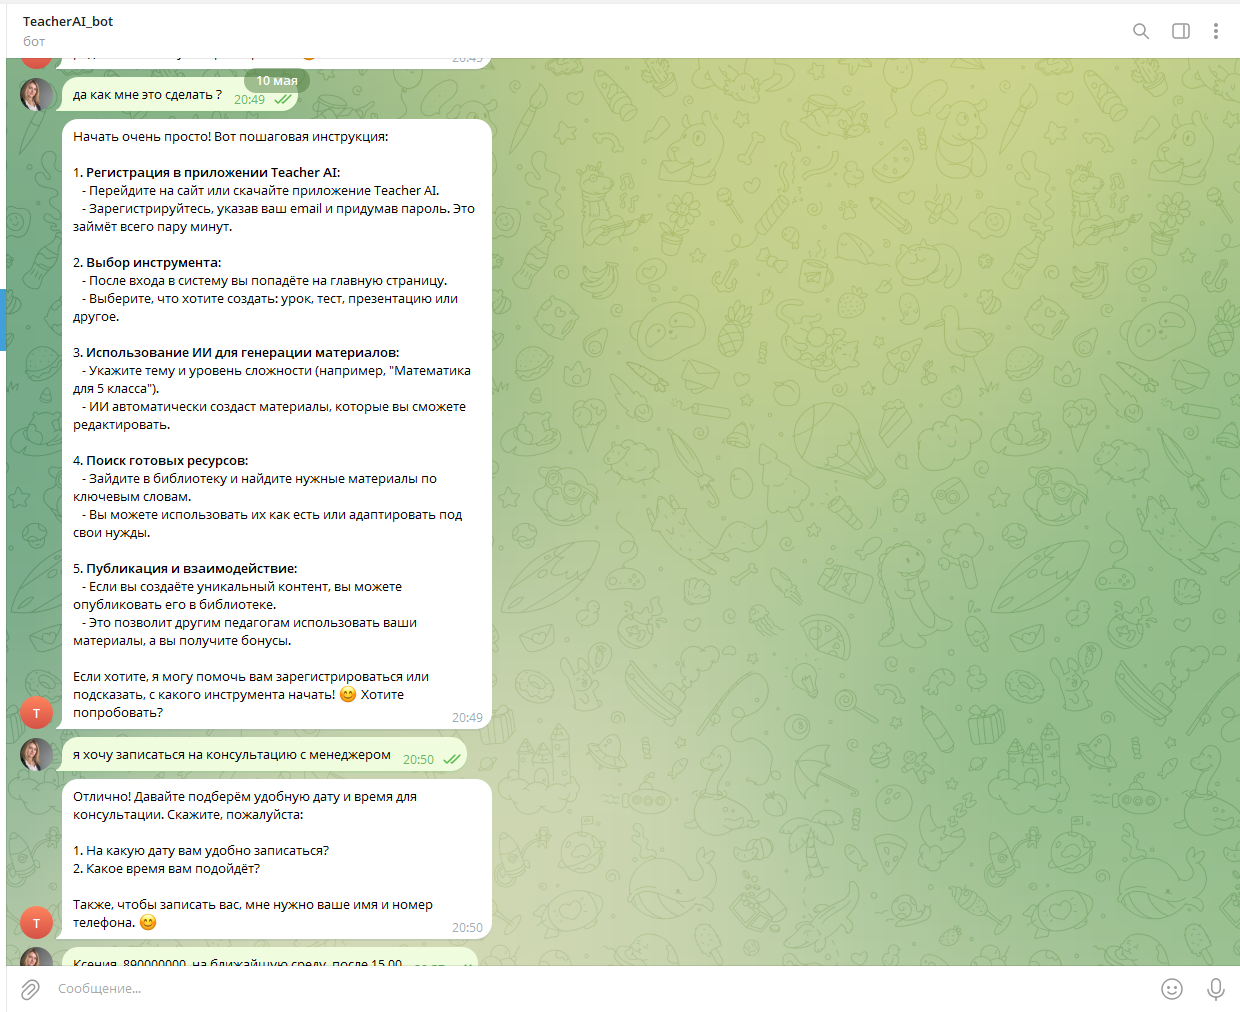 TeacherAI_bot
бот
20:49
10 мая
да как мне это сделать ?
20:49
Начать очень просто! Вот пошаговая инструкция:
1. Регистрация в приложении Teacher AI:
- Перейдите на сайт или скачайте приложение Teacher AI.
- Зарегистрируйтесь, указав ваш email и придумав пароль. Это
займёт всего пару минут.
2. Выбор инструмента:
- После входа в систему вы попадёте на главную страницу.
- Выберите, что хотите создать: урок, тест, презентацию или
другое.
3. Использование ИИ для генерации материалов:
- Укажите тему и уровень сложности (например, "Математика
для 5 класса").
- ИИ автоматически создаст материалы, которые вы сможете
редактировать.
4. Поиск готовых ресурсов:
- Зайдите в библиотеку и найдите нужные материалы по
ключевым словам.
- Вы можете использовать их как есть или адаптировать под
свои нужды.
5. Публикация и взаимодействие:
- Если вы создаёте уникальный контент, вы можете
опубликовать его в библиотеке.
- Это позволит другим педагогам использовать ваши
материалы, а вы получите бонусы.
Если хотите, я могу помочь вам зарегистрироваться или
подсказать, с какого инструмента начать! 😊 Хотите
попробовать?
20:49
T
я хочу записаться на консультацию с менеджером
20:50
Отлично! Давайте подберём удобную дату и время для
консультации. Скажите, пожалуйста:
1. На какую дату вам удобно записаться?
2. Какое время вам подойдёт?
Также, чтобы записать вас, мне нужно ваше имя и номер
телефона. 😊
20:50
T
Ксения, 890000000, на ближайшую среду, после 15.00
Сообщение...